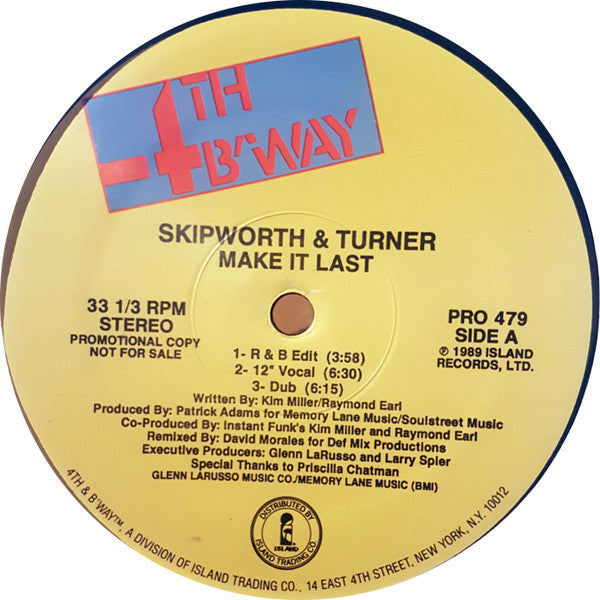 4TH
B'WAY
SKIPWORTH & TURNER
MAKE IT LAST
33 1/3 RPM
STEREO
PROMOTIONAL COPY
NOT FOR SALE
PRO 479
SIDE A
℗ 1989 ISLAND
RECORDS, LTD.
1- R & B Edit (3:58)
2- 12" Vocal (6:30)
3- Dub (6:15)
Written By: Kim Miller/Raymond Earl
Produced By: Patrick Adams for Memory Lane Music/Soulstreet Music
Co-Produced By: Instant Funk's Kim Miller and Raymond Earl
Remixed By: David Morales for Def Mix Productions
Executive Producers: Glenn LaRusso and Larry Spier
Special Thanks to Priscilla Chatman
GLENN LARUSSO MUSIC CO./MEMORY LANE MUSIC (BMI)
DISTRIBUTED BY
ISLAND
ISLAND TRADING CO.
4TH & B'WAY™, A DIVISION OF ISLAND TRADING CO., 14 EAST 4TH STREET, NEW YORK, N.Y. 10012